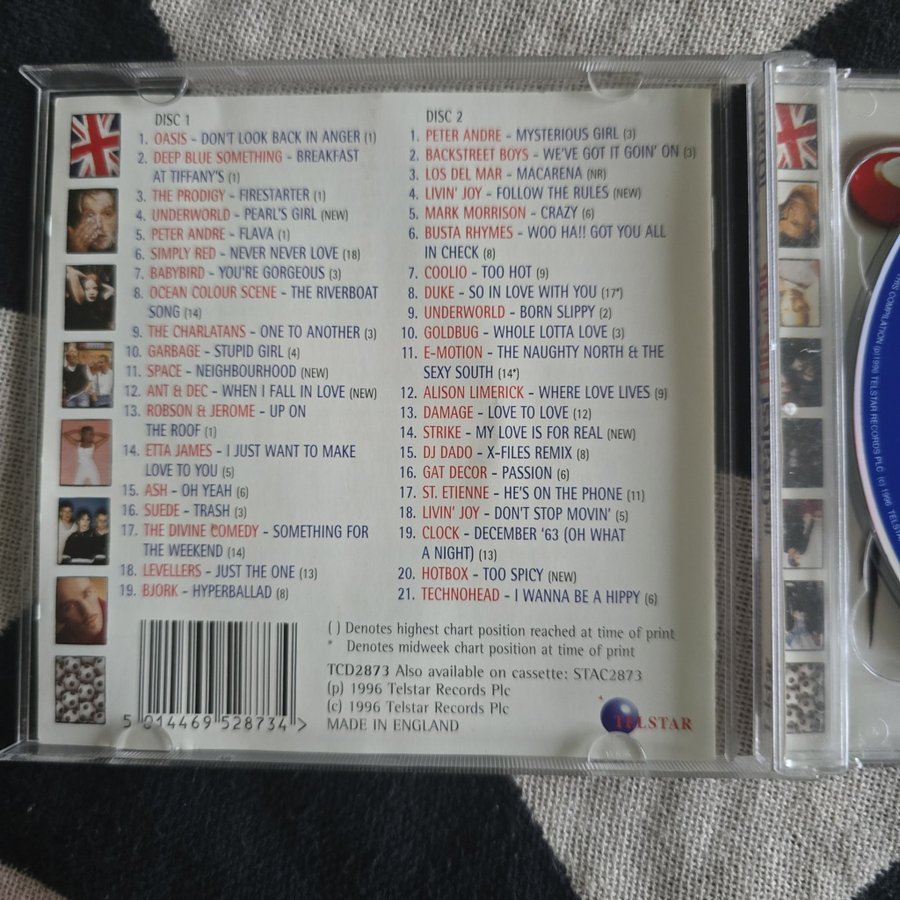 DISC 1
1. OASIS - DON'T LOOK BACK IN ANGER (1)
2. DEEP BLUE SOMETHING - BREAKFAST
AT TIFFANY'S (1)
3. THE PRODIGY - FIRESTARTER (1)
4. UNDERWORLD - PEARL'S GIRL (NEW)
5. PETER ANDRE - FLAVA (1)
6. SIMPLY RED - NEVER NEVER LOVE (18)
7. BABYBIRD - YOU'RE GORGEOUS (3)
8. OCEAN COLOUR SCENE - THE RIVERBOAT
SONG (14)
9. THE CHARLATANS - ONE TO ANOTHER (3)
10. GARBAGE - STUPID GIRL (4)
11. SPACE - NEIGHBOURHOOD (NEW)
12. ANT & DEC - WHEN I FALL IN LOVE (NEW)
13. ROBSON & JEROME - UP ON
THE ROOF (1)
14. ETTA JAMES - I JUST WANT TO MAKE
LOVE TO YOU (5)
15. ASH - OH YEAH (6)
16. SUEDE - TRASH (3)
17. THE DIVINE COMEDY - SOMETHING FOR
THE WEEKEND (14)
18. LEVELLERS - JUST THE ONE (13)
19. BJORK - HYPERBALLAD (8)
DISC 2
1. PETER ANDRE - MYSTERIOUS GIRL (3)
2. BACKSTREET BOYS - WE'VE GOT IT GOIN' ON (3)
3. LOS DEL MAR - MACARENA (NR)
4. LIVIN' JOY - FOLLOW THE RULES (NEW)
5. MARK MORRISON - CRAZY (6)
6. BUSTA RHYMES - WOO HA!! GOT YOU ALL
IN CHECK (8)
7. COOLIO - TOO HOT (9)
8. DUKE - SO IN LOVE WITH YOU (17*)
9. UNDERWORLD - BORN SLIPPY (2)
10. GOLDBUG - WHOLE LOTTA LOVE (3)
11. E-MOTION - THE NAUGHTY NORTH & THE
SEXY SOUTH (14*)
12. ALISON LIMERICK - WHERE LOVE LIVES (9)
13. DAMAGE - LOVE TO LOVE (12)
14. STRIKE - MY LOVE IS FOR REAL (NEW)
15. DJ DADO - X-FILES REMIX (8)
16. GAT DECOR - PASSION (6)
17. ST. ETIENNE - HE'S ON THE PHONE (11)
18. LIVIN' JOY - DON'T STOP MOVIN' (5)
19. CLOCK - DECEMBER '63 (OH WHAT
A NIGHT) (13)
20. HOTBOX - TOO SPICY (NEW)
21. TECHNOHEAD - I WANNA BE A HIPPY (6)
( ) Denotes highest chart position reached at time of print
* Denotes midweek chart position at time of print
TCD2873 Also available on cassette: STAC2873
(p) 1996 Telstar Records Plc
(c) 1996 Telstar Records Plc
MADE IN ENGLAND
5 014469 528734 >
TELSTAR
THIS COMPILATION (p)1996 TELSTAR RECORDS PLC (c) 1996